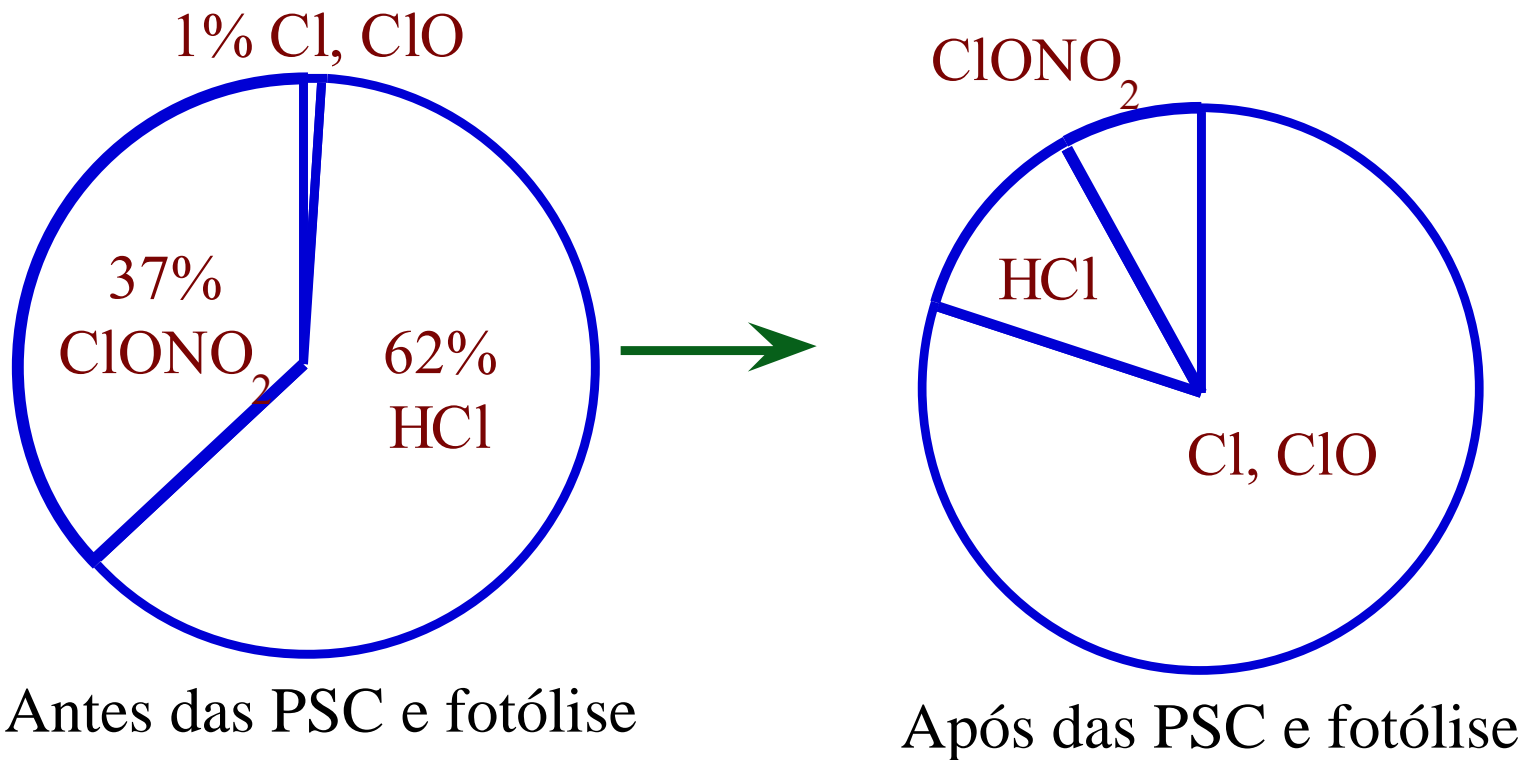 1% Cl, ClO
37%
ClONO2
62%
HCl
Antes das PSC e fotólise
ClONO2
HCl
Cl, ClO
Após das PSC e fotólise